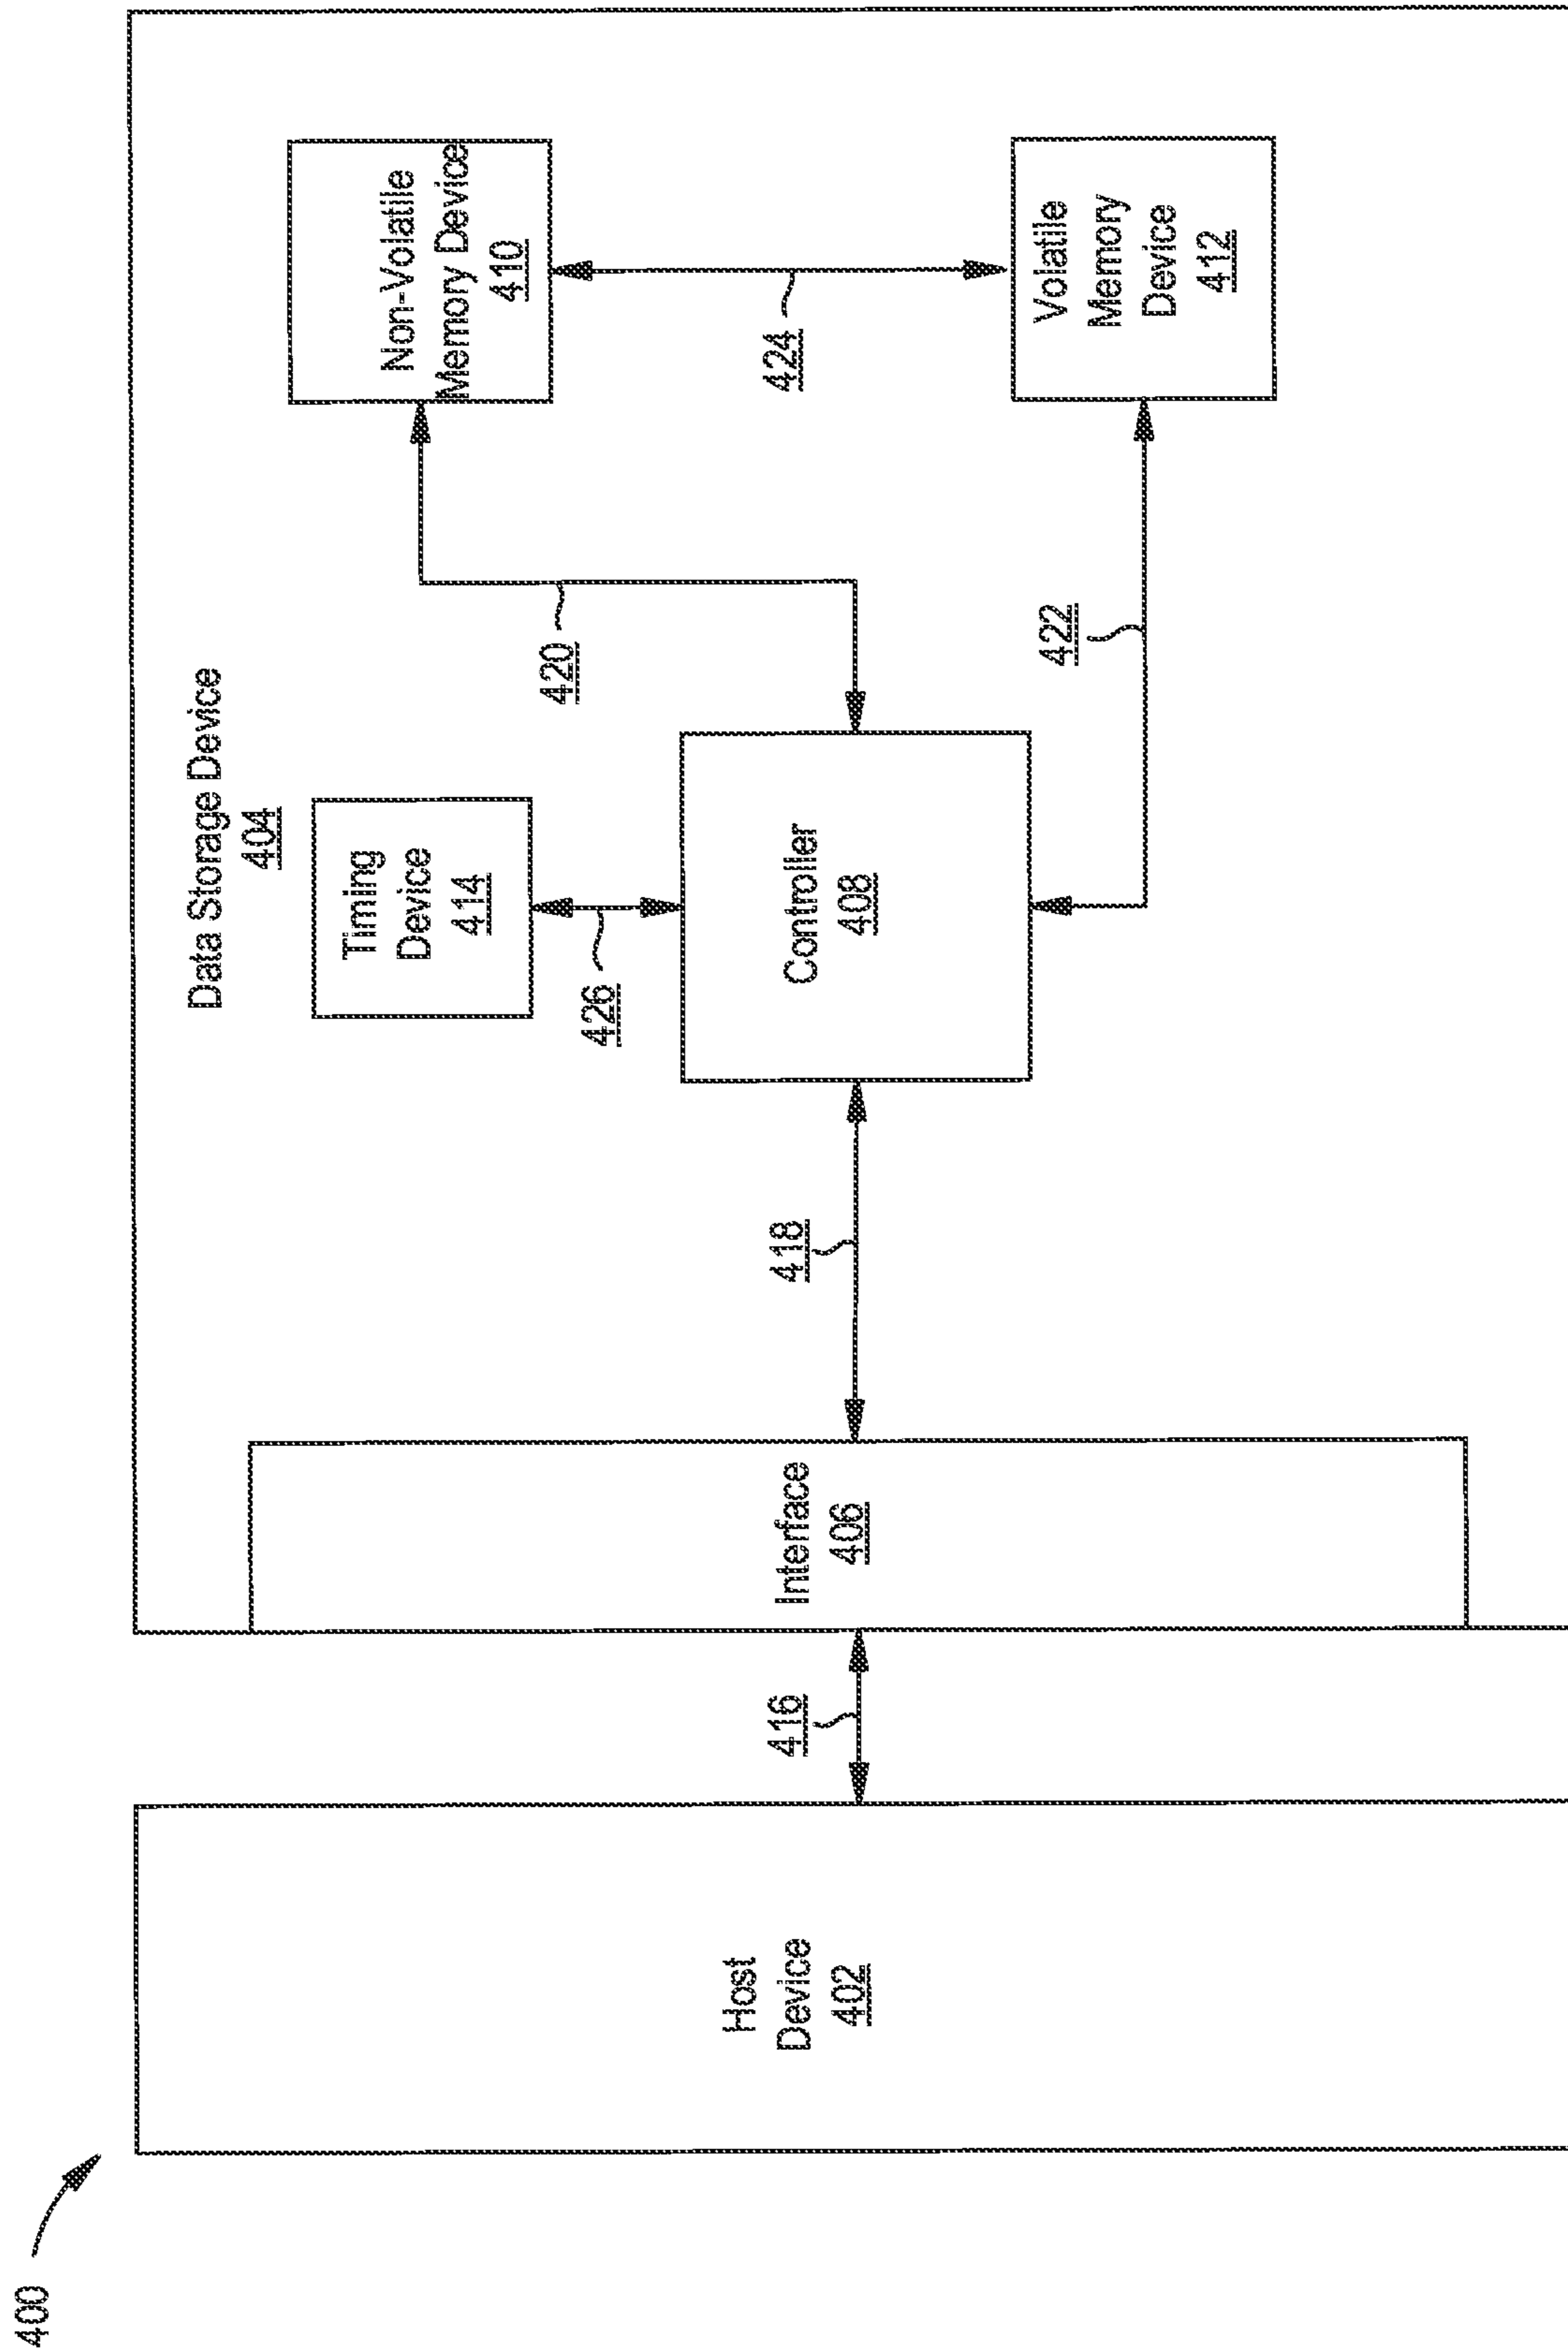 400
Host
Device
402
416
Data Storage Device
404
Interface
406
418
Timing
Device
414
426
Controller
408
420
422
Non-Volatile
Memory Device
410
424
Volatile
Memory
Device
412